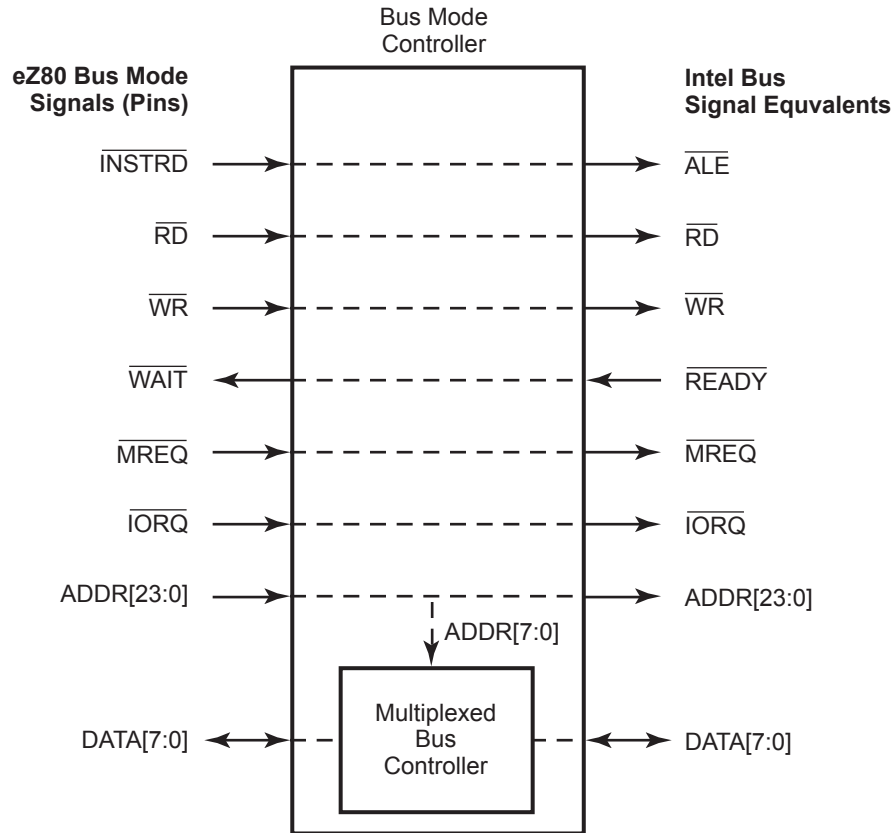 Bus Mode
Controller
eZ80 Bus Mode
Signals (Pins)
Intel Bus
Signal Equvalents
INSTRD
ALE
RD
RD
WR
WR
WAIT
READY
MREQ
MREQ
IORQ
IORQ
ADDR[23:0]
ADDR[23:0]
ADDR[7:0]
DATA[7:0]
Multiplexed
Bus
Controller
DATA[7:0]